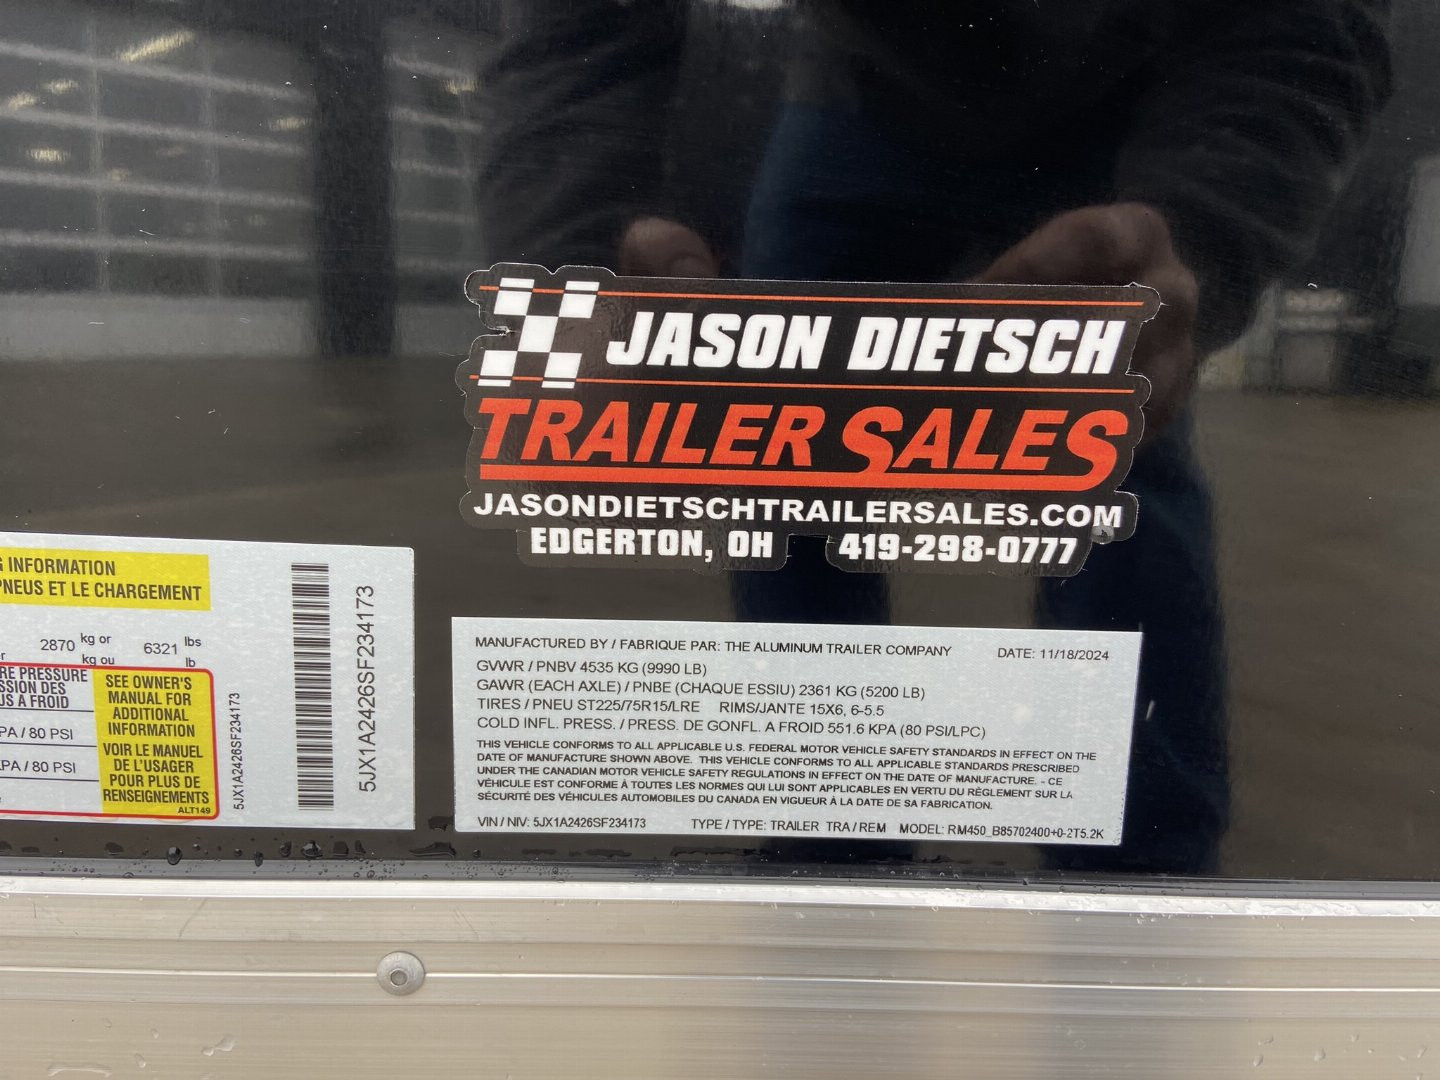 JASON DIETSCH
TRAILER SALES
JASONDIETSCHTRAILERSALES.COM
EDGERTON, OH 419-298-0777
INFORMATION
PNEUS ET LE CHARGEMENT
2870 kg or 6321 lbs
kg ou lb
PRESSURE
DES
A FROID
/ 80 PSI
KPA / 80 PSI
SEE OWNER'S
MANUAL FOR
ADDITIONAL
INFORMATION
VOIR LE MANUEL
DE L'USAGER
POUR PLUS DE
RENSEIGNEMENTS
ALT149
5JX1A2426SF234173
5JX1A2426SF234173
MANUFACTURED BY / FABRIQUE PAR: THE ALUMINUM TRAILER COMPANY DATE: 11/18/2024
GVWR / PNBV 4535 KG (9990 LB)
GAWR (EACH AXLE) / PNBE (CHAQUE ESSIU) 2361 KG (5200 LB)
TIRES / PNEU ST225/75R15/LRE RIMS/JANTE 15X6, 6-5.5
COLD INFL. PRESS. / PRESS. DE GONFL. A FROID 551.6 KPA (80 PSI/LPC)
THIS VEHICLE CONFORMS TO ALL APPLICABLE U.S. FEDERAL MOTOR VEHICLE SAFETY STANDARDS IN EFFECT ON THE
DATE OF MANUFACTURE SHOWN ABOVE. THIS VEHICLE CONFORMS TO ALL APPLICABLE STANDARDS PRESCRIBED
UNDER THE CANADIAN MOTOR VEHICLE SAFETY REGULATIONS IN EFFECT ON THE DATE OF MANUFACTURE. - CE
VÉHICULE EST CONFORME À TOUTES LES NORMES QUI LUI SONT APPLICABLES EN VERTU DU RÈGLEMENT SUR LA
SÉCURITÉ DES VÉHICULES AUTOMOBILES DU CANADA EN VIGUEUR À LA DATE DE SA FABRICATION.
VIN / NIV: 5JX1A2426SF234173 TYPE / TYPE: TRAILER TRA / REM MODEL: RM450_B85702400+0-2T5.2K